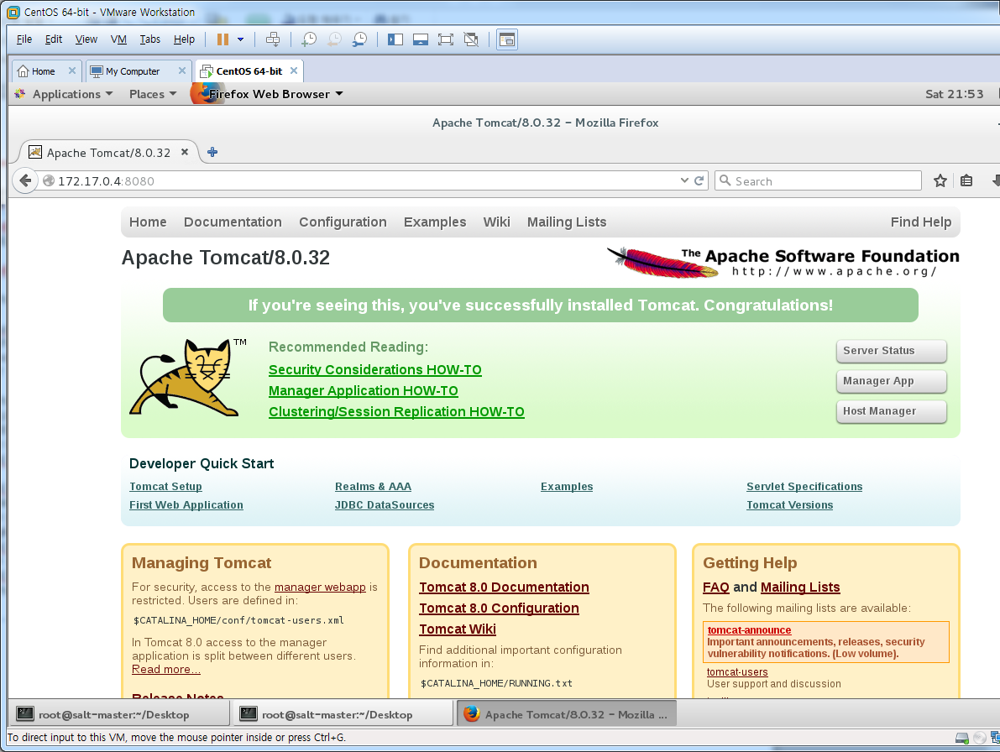 CentOS 64-bit - VMware Workstation
File Edit View VM Tabs Help
Home My Computer CentOS 64-bit
Applications Places Firefox Web Browser Sat 21:53
Apache Tomcat/8.0.32 - Mozilla Firefox
Apache Tomcat/8.0.32
172.17.0.4:8080 Search
Home Documentation Configuration Examples Wiki Mailing Lists Find Help
Apache Tomcat/8.0.32
The Apache Software Foundation
http://www.apache.org/
If you're seeing this, you've successfully installed Tomcat. Congratulations!
TM
Recommended Reading:
Security Considerations HOW-TO
Manager Application HOW-TO
Clustering/Session Replication HOW-TO
Server Status
Manager App
Host Manager
Developer Quick Start
Tomcat Setup Realms & AAA Examples Servlet Specifications
First Web Application JDBC DataSources Tomcat Versions
Managing Tomcat
For security, access to the manager webapp is
restricted. Users are defined in:
$CATALINA_HOME/conf/tomcat-users.xml
In Tomcat 8.0 access to the manager
application is split between different users.
Read more...
Release Notes
Documentation
Tomcat 8.0 Documentation
Tomcat 8.0 Configuration
Tomcat Wiki
Find additional important configuration
information in:
$CATALINA_HOME/RUNNING.txt
Getting Help
FAQ and Mailing Lists
The following mailing lists are available:
tomcat-announce
Important announcements, releases, security
vulnerability notifications. (Low volume).
tomcat-users
User support and discussion
root@salt-master:~/Desktop root@salt-master:~/Desktop Apache Tomcat/8.0.32 - Mozilla ...
To direct input to this VM, move the mouse pointer inside or press Ctrl+G.